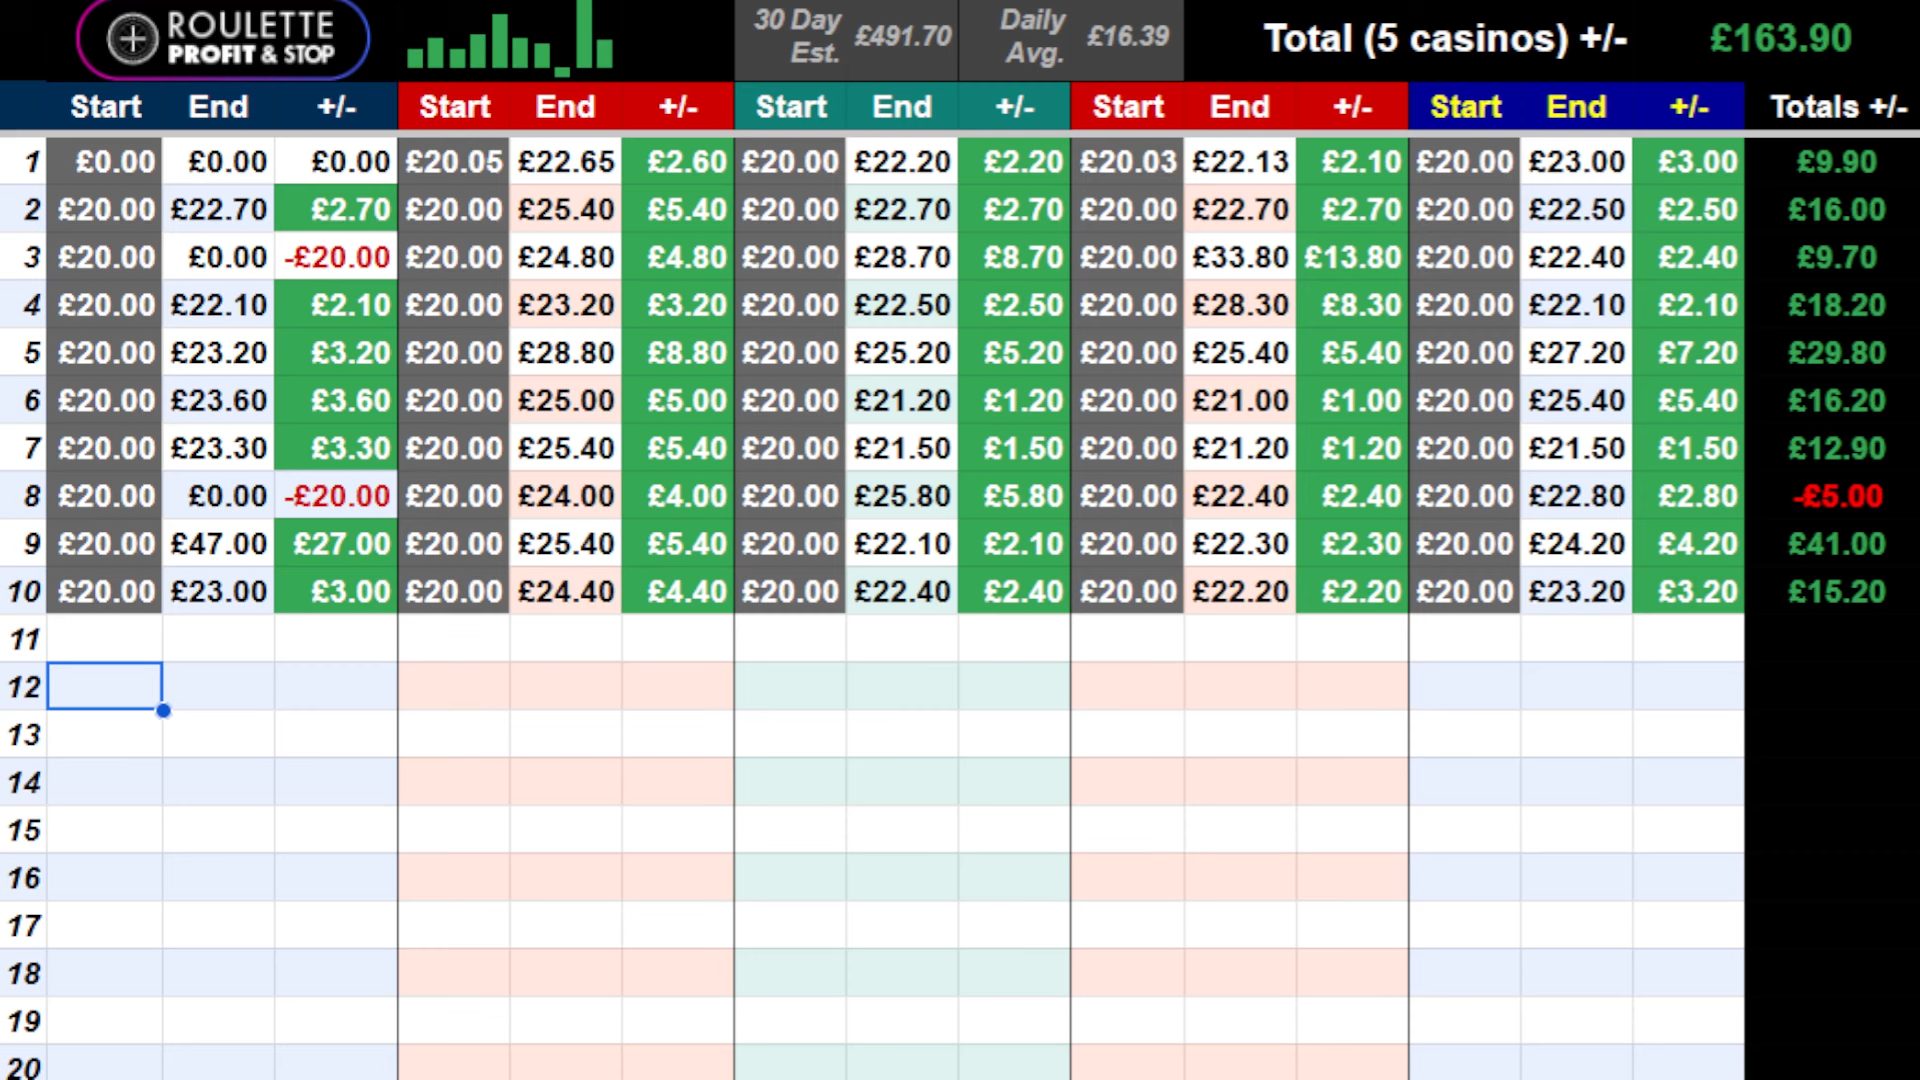 ROULETTE
PROFIT & STOP
30 Day Est. £491.70 Daily Avg. £16.39 Total (5 casinos) +/- £163.90
Start End +/- Start End +/- Start End +/- Start End +/- Start End +/- Totals +/-
1 £0.00 £0.00 £0.00 £20.05 £22.65 £2.60 £20.00 £22.20 £2.20 £20.03 £22.13 £2.10 £20.00 £23.00 £3.00 £9.90
2 £20.00 £22.70 £2.70 £20.00 £25.40 £5.40 £20.00 £22.70 £2.70 £20.00 £22.70 £2.70 £20.00 £22.50 £2.50 £16.00
3 £20.00 £0.00 -£20.00 £20.00 £24.80 £4.80 £20.00 £28.70 £8.70 £20.00 £33.80 £13.80 £20.00 £22.40 £2.40 £9.70
4 £20.00 £22.10 £2.10 £20.00 £23.20 £3.20 £20.00 £22.50 £2.50 £20.00 £28.30 £8.30 £20.00 £22.10 £2.10 £18.20
5 £20.00 £23.20 £3.20 £20.00 £28.80 £8.80 £20.00 £25.20 £5.20 £20.00 £25.40 £5.40 £20.00 £27.20 £7.20 £29.80
6 £20.00 £23.60 £3.60 £20.00 £25.00 £5.00 £20.00 £21.20 £1.20 £20.00 £21.00 £1.00 £20.00 £25.40 £5.40 £16.20
7 £20.00 £23.30 £3.30 £20.00 £25.40 £5.40 £20.00 £21.50 £1.50 £20.00 £21.20 £1.20 £20.00 £21.50 £1.50 £12.90
8 £20.00 £0.00 -£20.00 £20.00 £24.00 £4.00 £20.00 £25.80 £5.80 £20.00 £22.40 £2.40 £20.00 £22.80 £2.80 -£5.00
9 £20.00 £47.00 £27.00 £20.00 £25.40 £5.40 £20.00 £22.10 £2.10 £20.00 £22.30 £2.30 £20.00 £24.20 £4.20 £41.00
10 £20.00 £23.00 £3.00 £20.00 £24.40 £4.40 £20.00 £22.40 £2.40 £20.00 £22.20 £2.20 £20.00 £23.20 £3.20 £15.20
11
12
13
14
15
16
17
18
19
20